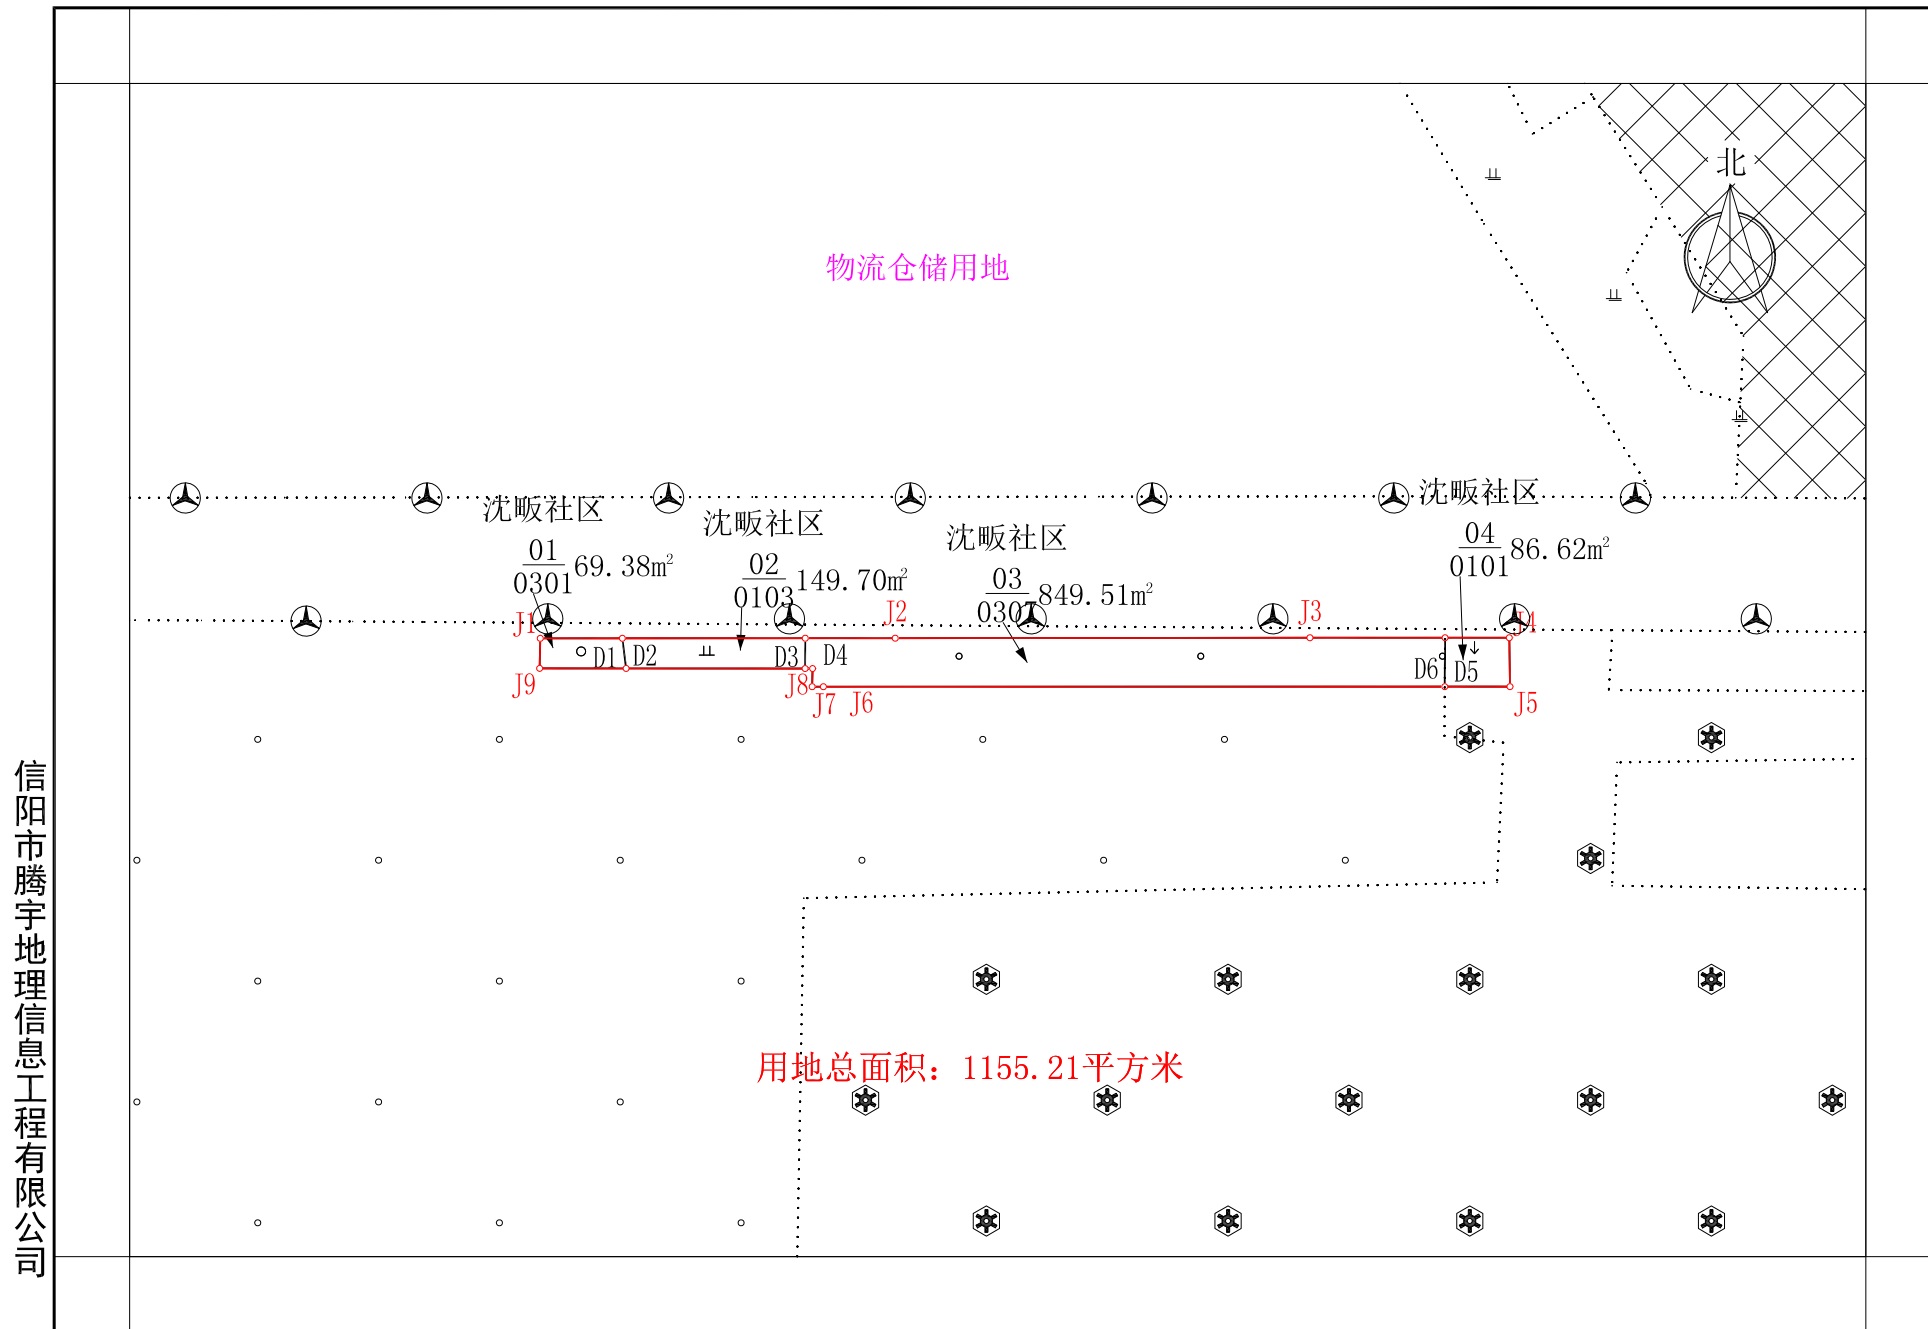 北
物流仓储用地
沈畈社区
01
0301
69.38m²
沈畈社区
02
0103
149.70m²
沈畈社区
03
0307
849.51m²
沈畈社区
04
0101
86.62m²
J1
J2
J3
J4
D1
D2
D3
D4
D6
D5
J9
J8
J7
J6
J5
用地总面积：1155.21平方米
信阳市腾宇地理信息工程有限公司